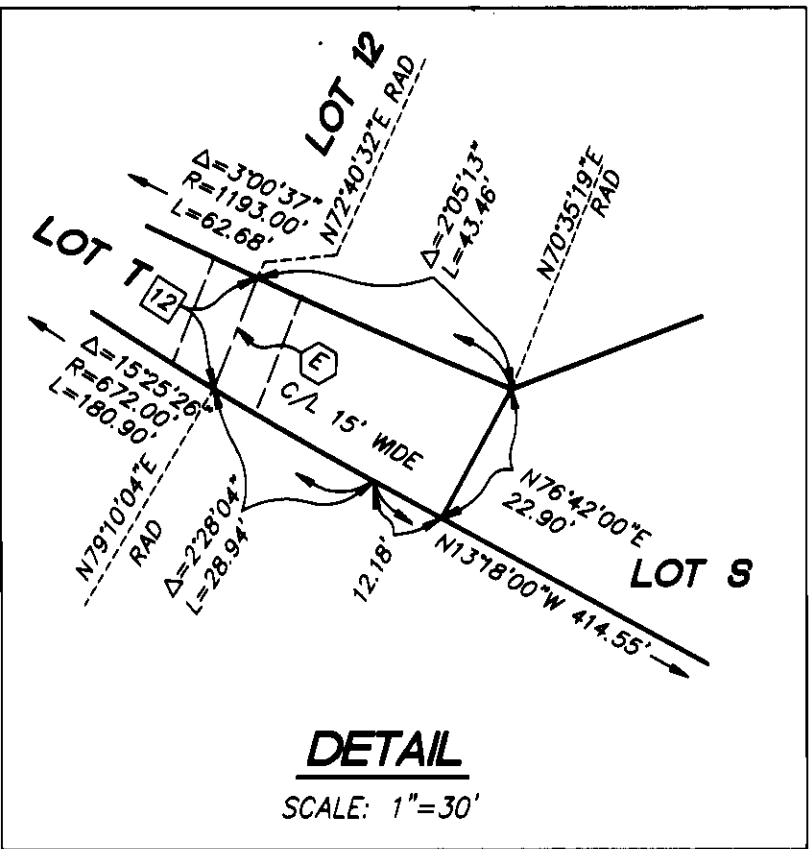 LOT 12
N72°40'32"E RAD
Δ=3°00'37"
R=1193.00'
L=62.68'
Δ=2°05'13"
L=43.46'
N70°35'19"E
RAD
LOT T
12
E
C/L 15' WIDE
Δ=15°25'26"
R=672.00'
L=180.90'
N79°10'04"E
RAD
Δ=2°28'04"
L=28.94'
12.18'
N76°42'00"E
22.90'
N13°18'00"W 414.55'
LOT S
DETAIL
SCALE: 1"=30'